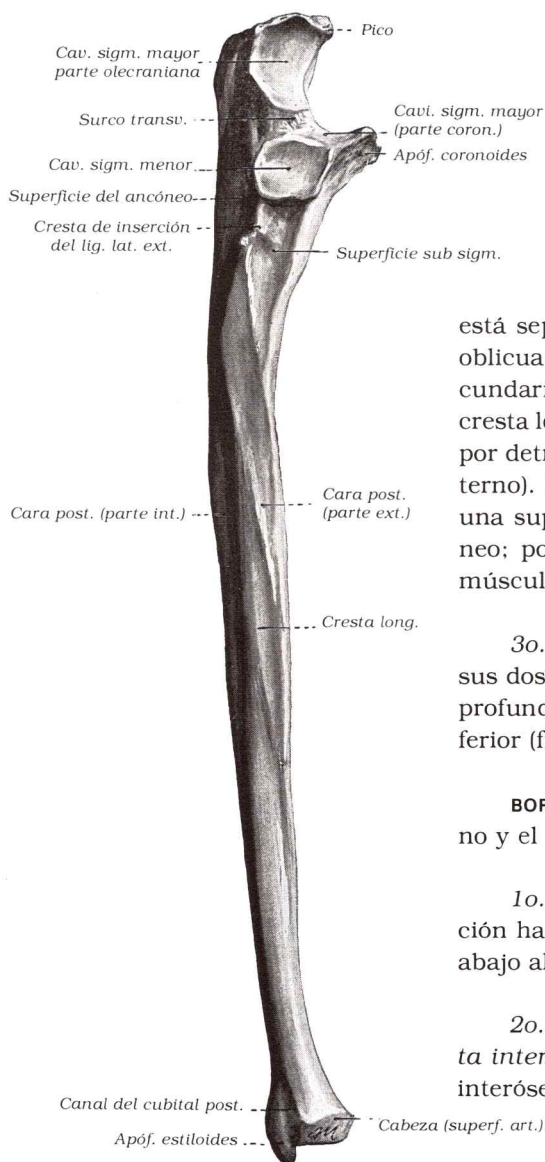 Pico
Cav. sigm. mayor
parte olecraniana
Surco transv.
Cavi. sigm. mayor
(parte coron.)
Apóf. coronoides
Cav. sigm. menor
Superficie del ancóneo
Cresta de inserción
del lig. lat. ext.
Superficie sub sigm.
Cara post. (parte int.)
Cara post.
(parte ext.)
Cresta long.
Canal del cubital post.
Apóf. estiloides
Cabeza (superf. art.)
está sep
oblicua
cundari
cresta lo
por detr
terno).
una sup
neo; po
múscul
3o.
sus dos
profund
ferior (f
BOR
no y el
1o.
ción ha
abajo al
2o.
ta inter
interóse